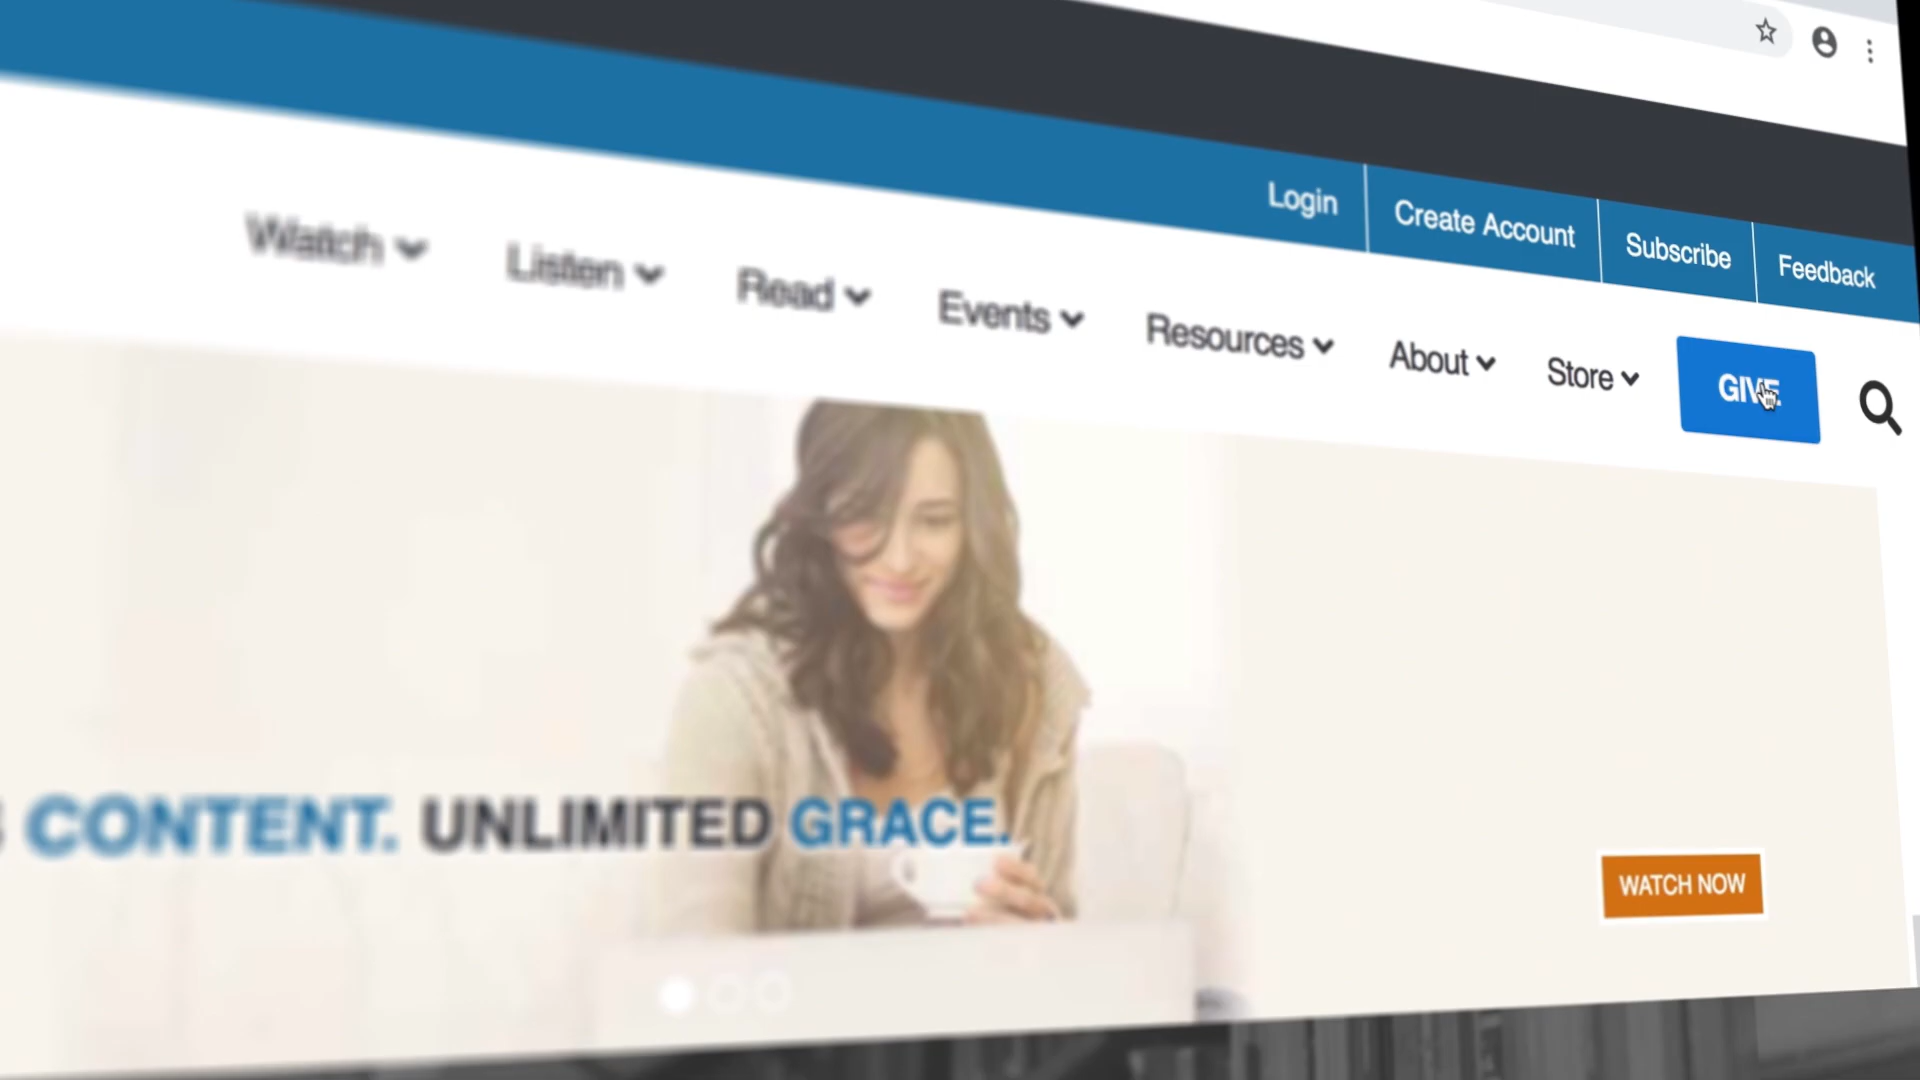 Login Create Account Subscribe Feedback
Watch Listen Read Events Resources About Store GIVE
CONTENT. UNLIMITED GRACE.
WATCH NOW